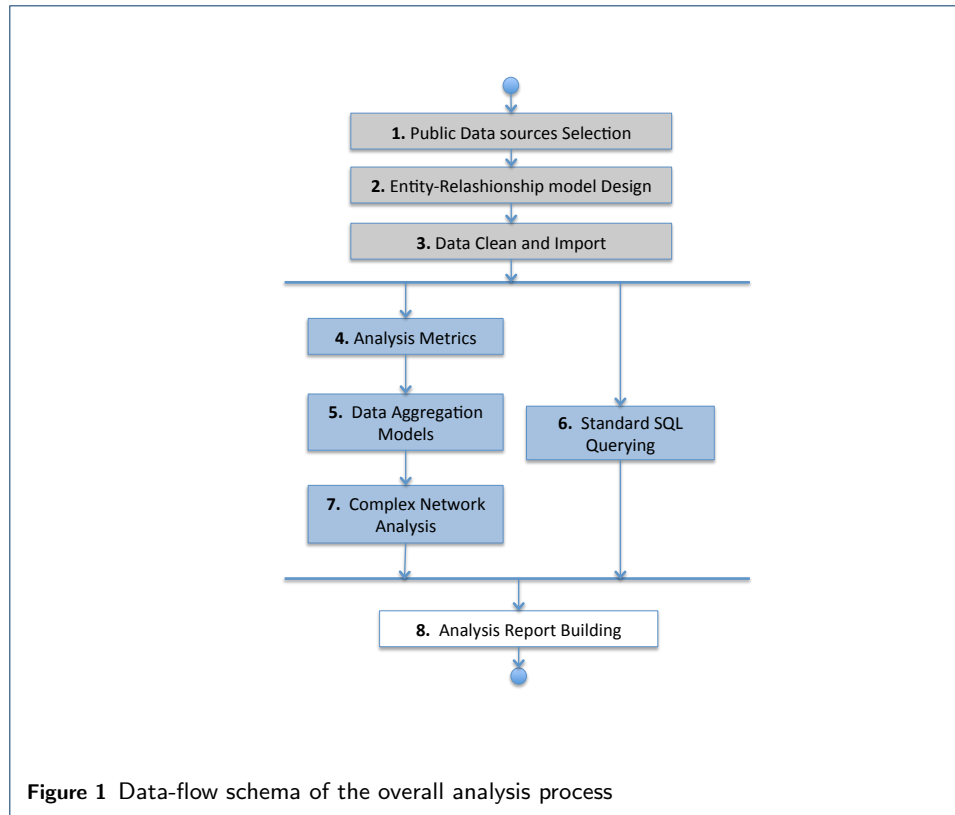 1. Public Data sources Selection
2. Entity-Relashionship model Design
3. Data Clean and Import
4. Analysis Metrics
5. Data Aggregation
Models
6. Standard SQL
Querying
7. Complex Network
Analysis
8. Analysis Report Building
Figure 1 Data-flow schema of the overall analysis process